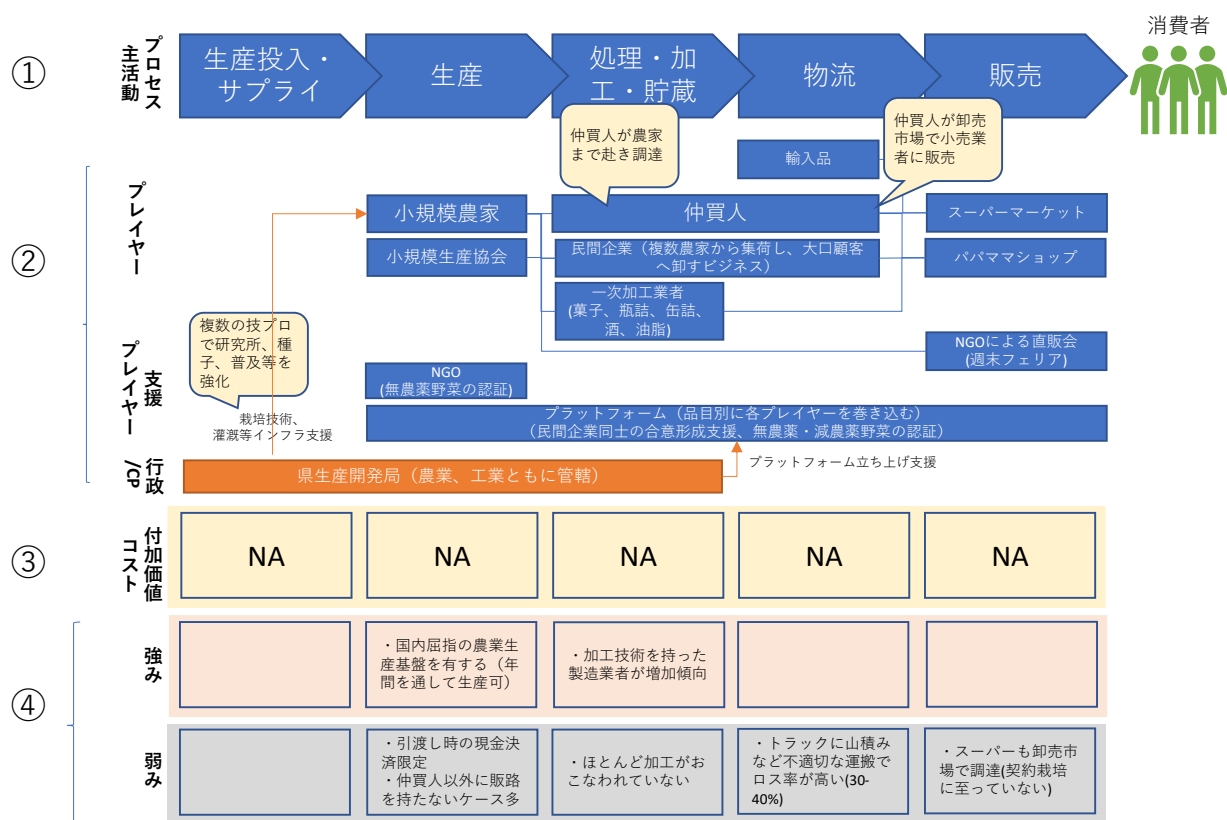 消費者
①
プロセス
主活動
生産投入・
サプライ
生産
処理・加
工・貯蔵
物流
販売
仲買人が農家
まで赴き調達
仲買人が卸売
市場で小売業
者に販売
輸入品
②
プレイヤー
小規模農家
仲買人
スーパーマーケット
小規模生産協会
民間企業（複数農家から集荷し、大口顧客
へ卸すビジネス）
パパママショップ
一次加工業者
(菓子、瓶詰、缶詰、
酒、油脂)
複数の技プロ
で研究所、種
子、普及等を
強化
支援
プレイヤー
NGOによる直販会
(週末フェリア)
NGO
(無農薬野菜の認証)
栽培技術、
灌漑等インフラ支援
プラットフォーム（品目別に各プレイヤーを巻き込む）
（民間企業同士の合意形成支援、無農薬・減農薬野菜の認証）
行政
/CP
県生産開発局（農業、工業ともに管轄）
プラットフォーム立ち上げ支援
③
付加価値
コスト
NA
NA
NA
NA
NA
④
強み
・国内屈指の農業生
産基盤を有する（年
間を通して生産可）
・加工技術を持った
製造業者が増加傾向
弱み
・引渡し時の現金決
済限定
・仲買人以外に販路
を持たないケース多
・ほとんど加工がお
こなわれていない
・トラックに山積み
など不適切な運搬で
ロス率が高い(30-
40%)
・スーパーも卸売市
場で調達(契約栽培
に至っていない)